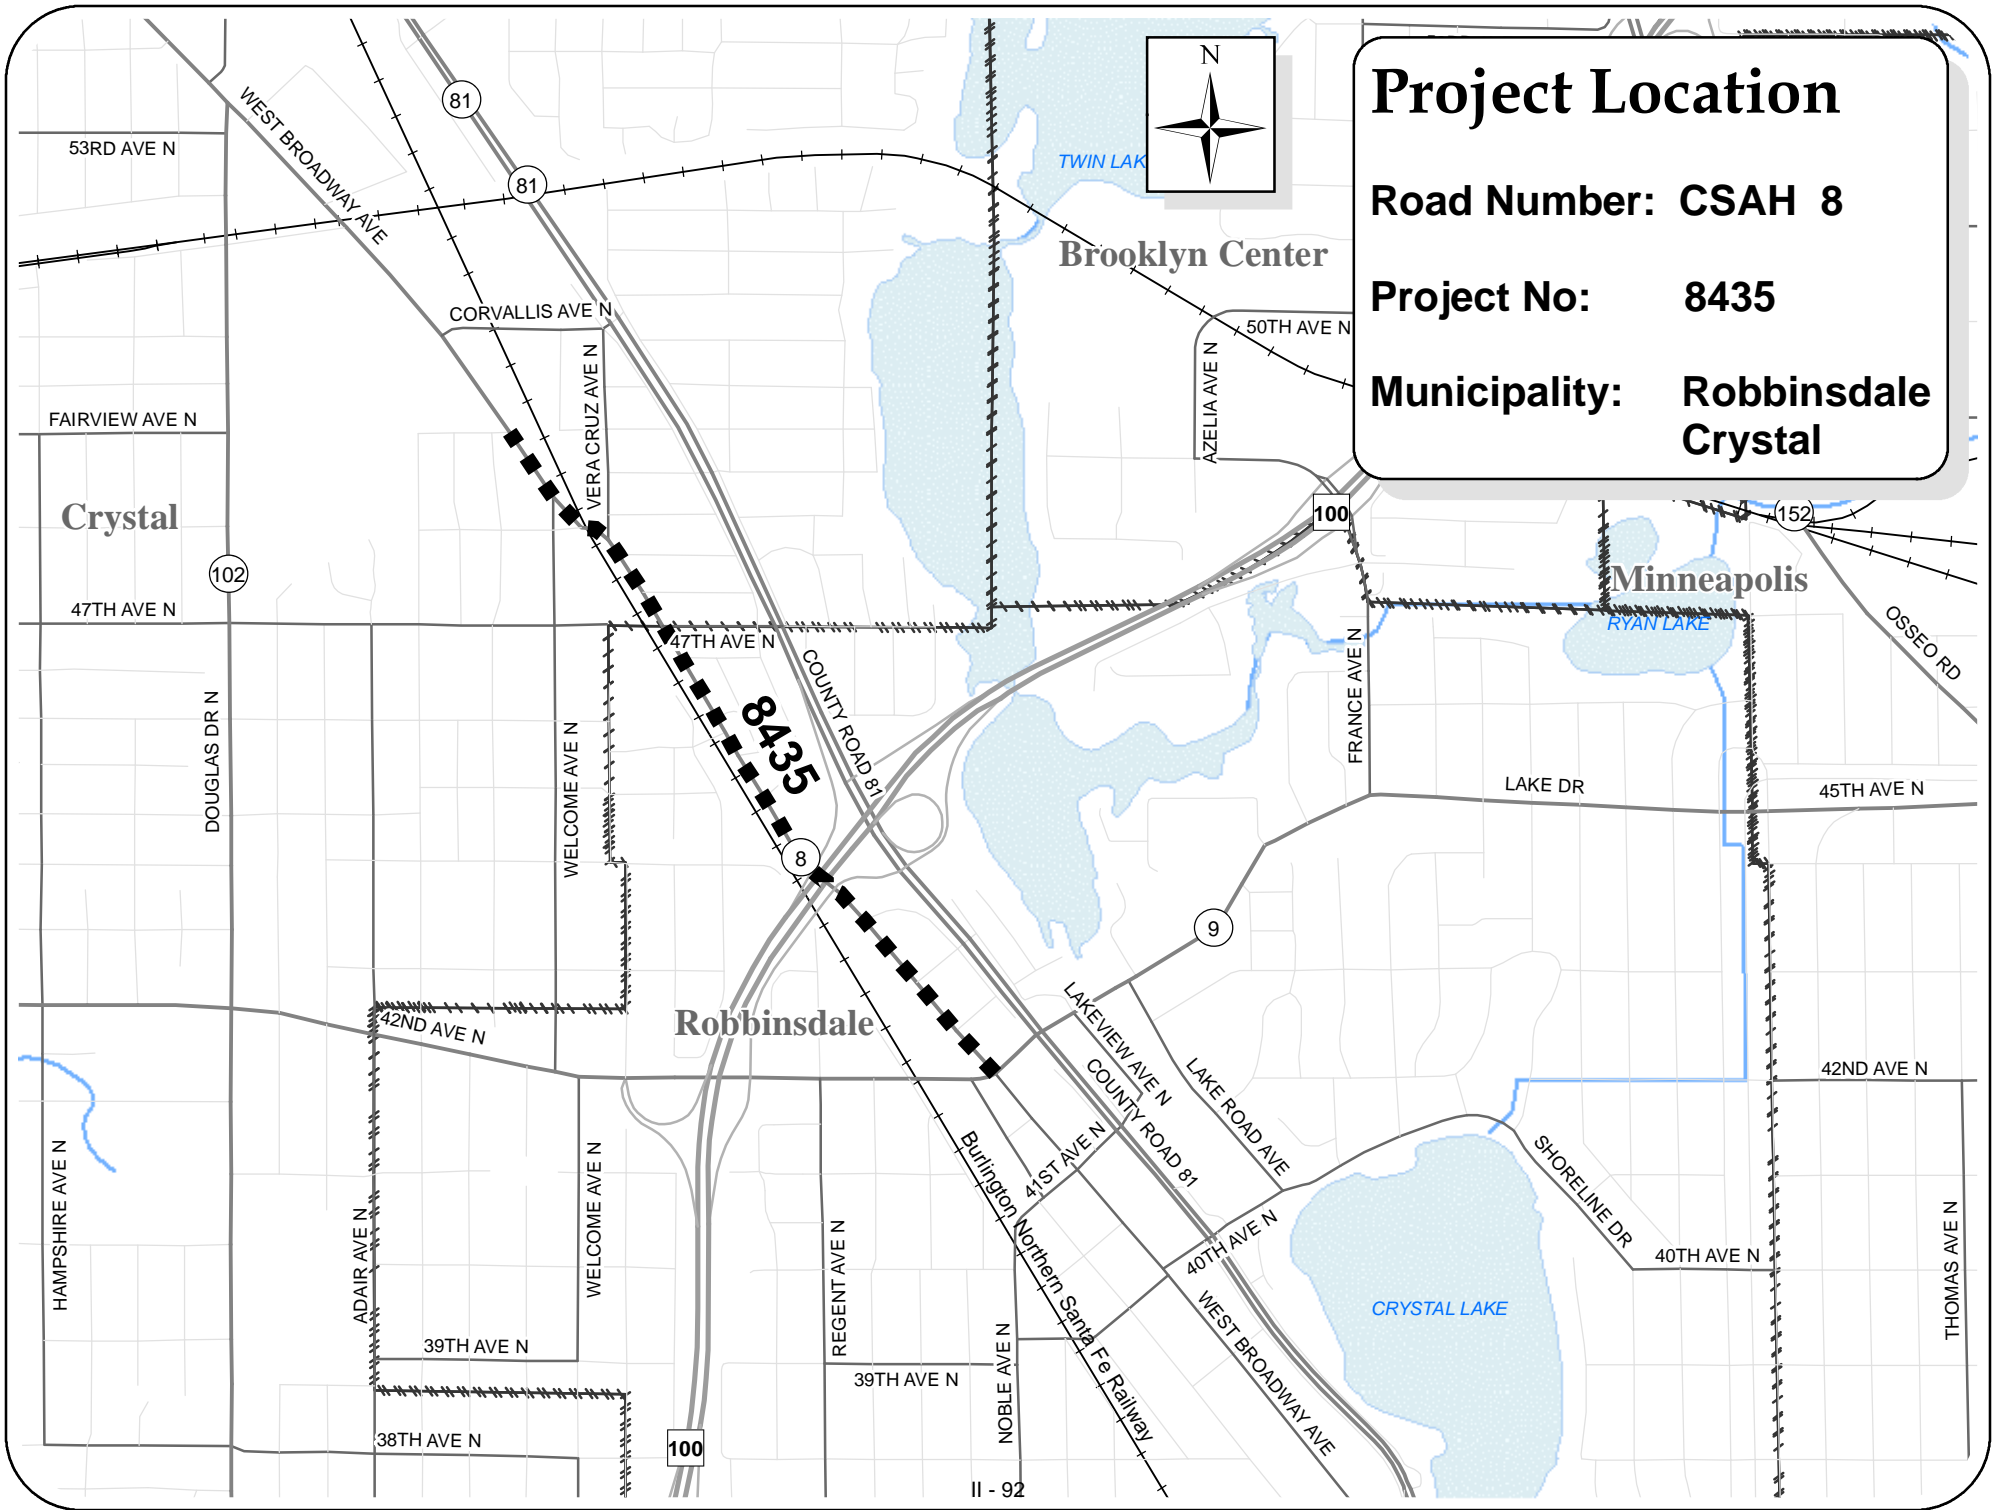 N
Project Location
Road Number: CSAH 8
Project No: 8435
Municipality: Robbinsdale
Crystal
81
81
WEST BROADWAY AVE
53RD AVE N
TWIN LAK
Brooklyn Center
CORVALLIS AVE N
50TH AVE N
VERA CRUZ AVE N
AZELIA AVE N
FAIRVIEW AVE N
Crystal
100
152
102
Minneapolis
47TH AVE N
47TH AVE N
RYAN LAKE
OSSEO RD
COUNTY ROAD 81
FRANCE AVE N
8435
DOUGLAS DR N
WELCOME AVE N
LAKE DR
45TH AVE N
8
9
42ND AVE N
Robbinsdale
LAKEVIEW AVE N
COUNTY ROAD 81
LAKE ROAD AVE
42ND AVE N
HAMPSHIRE AVE N
ADAIR AVE N
WELCOME AVE N
REGENT AVE N
Burlington Northern Santa Fe Railway
41ST AVE N
40TH AVE N
SHORELINE DR
40TH AVE N
THOMAS AVE N
CRYSTAL LAKE
39TH AVE N
39TH AVE N
NOBLE AVE N
WEST BROADWAY AVE
38TH AVE N
100
II - 92